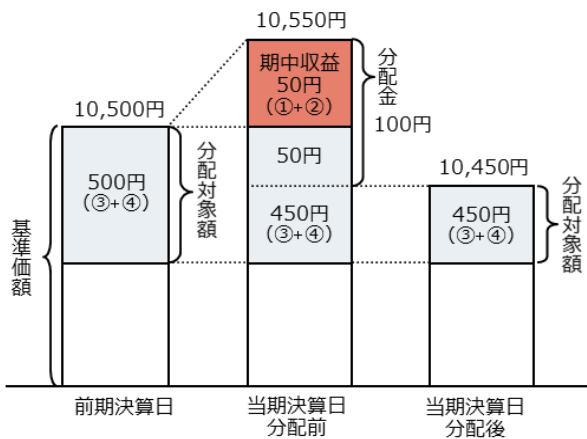 10,550円
期中収益
50円
(①+②)
分配金
100円
10,500円
50円
10,450円
500円
(③+④)
分配対象額
450円
(③+④)
450円
(③+④)
分配対象額
基準価額
前期決算日
当期決算日
分配前
当期決算日
分配後